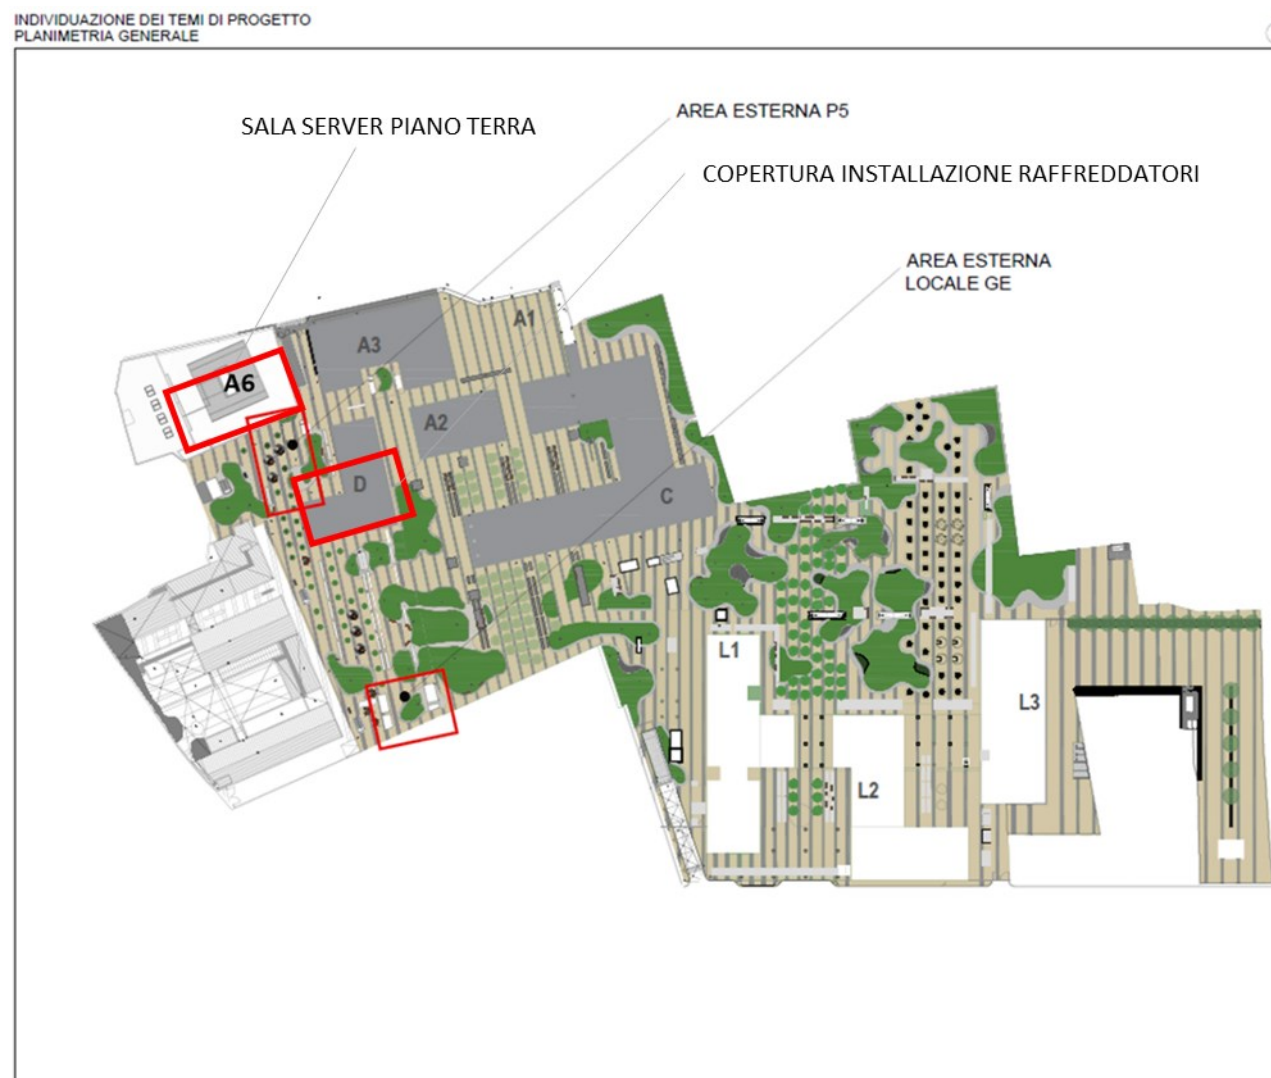 INDIVIDUAZIONE DEI TEMI DI PROGETTO
PLANIMETRIA GENERALE
AREA ESTERNA P5
SALA SERVER PIANO TERRA
COPERTURA INSTALLAZIONE RAFFREDDATORI
AREA ESTERNA
LOCALE GE
A1
A3
A6
A2
D
C
L1
L3
L2